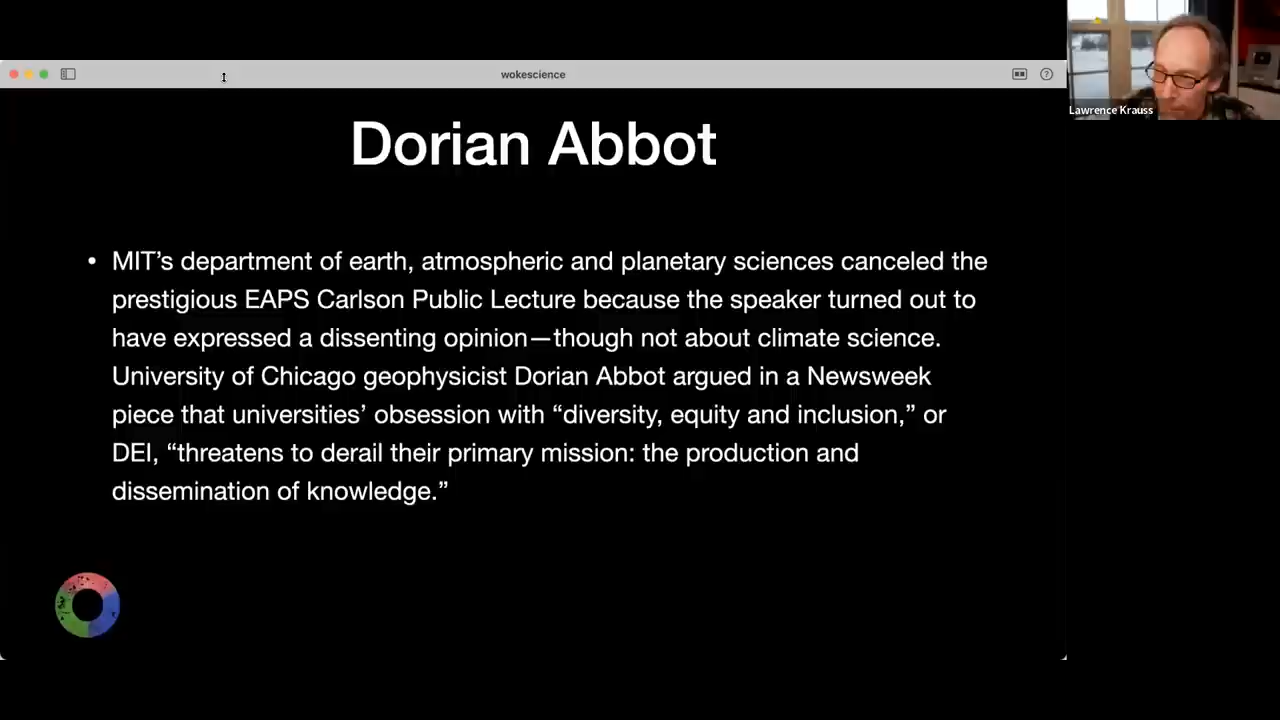 wokescience
Lawrence Krauss
Dorian Abbot
• MIT’s department of earth, atmospheric and planetary sciences canceled the
prestigious EAPS Carlson Public Lecture because the speaker turned out to
have expressed a dissenting opinion—though not about climate science.
University of Chicago geophysicist Dorian Abbot argued in a Newsweek
piece that universities’ obsession with “diversity, equity and inclusion,” or
DEI, “threatens to derail their primary mission: the production and
dissemination of knowledge.”